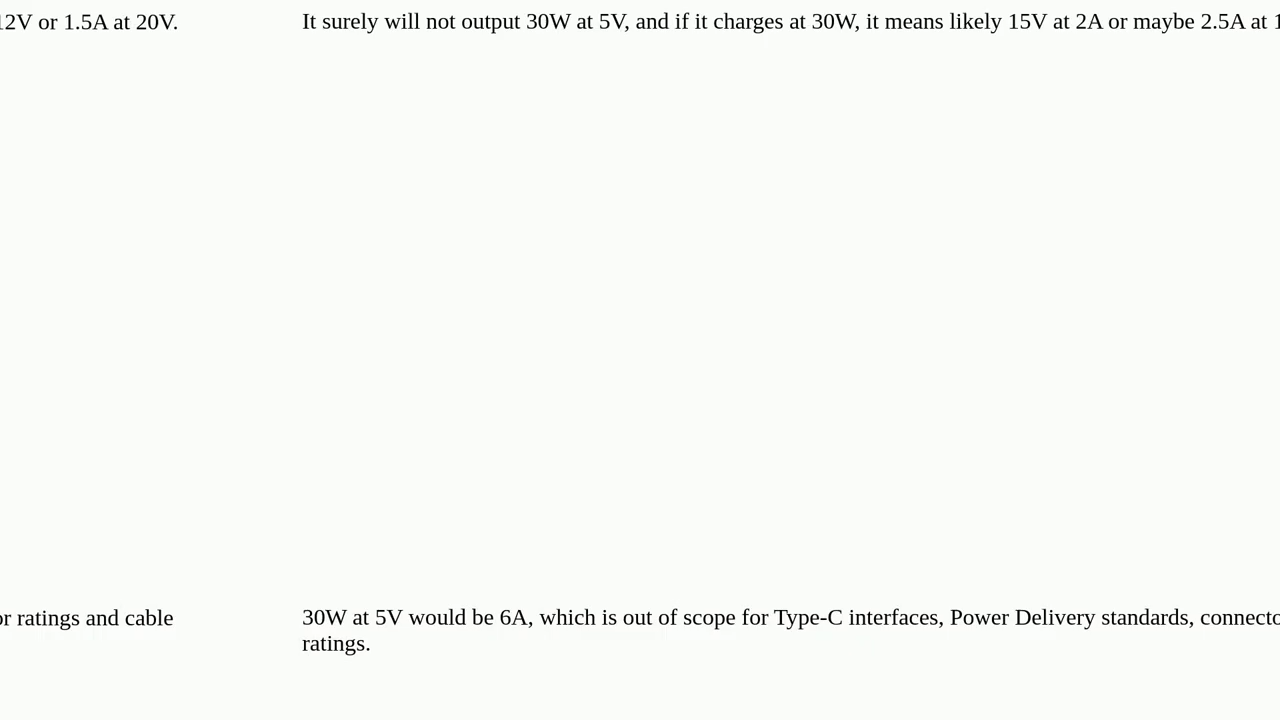 12V or 1.5A at 20V.
It surely will not output 30W at 5V, and if it charges at 30W, it means likely 15V at 2A or maybe 2.5A at
or ratings and cable
30W at 5V would be 6A, which is out of scope for Type-C interfaces, Power Delivery standards, connecto
ratings.